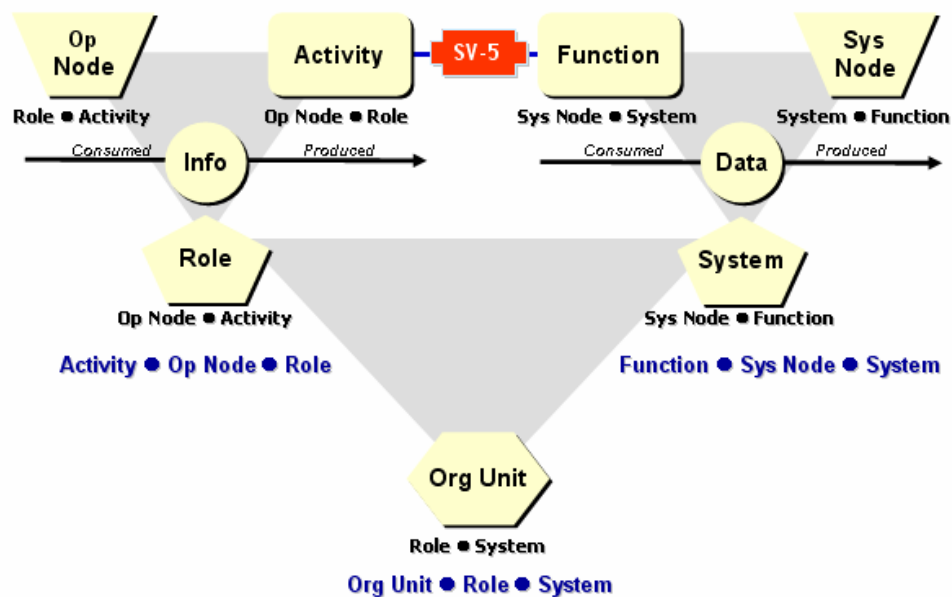 Op
Node
Activity
SV-5
Function
Sys
Node
Role ● Activity
Op Node ● Role
Sys Node ● System
System ● Function
Consumed
Info
Produced
Consumed
Data
Produced
Role
System
Op Node ● Activity
Sys Node ● Function
Activity ● Op Node ● Role
Function ● Sys Node ● System
Org Unit
Role ● System
Org Unit ● Role ● System